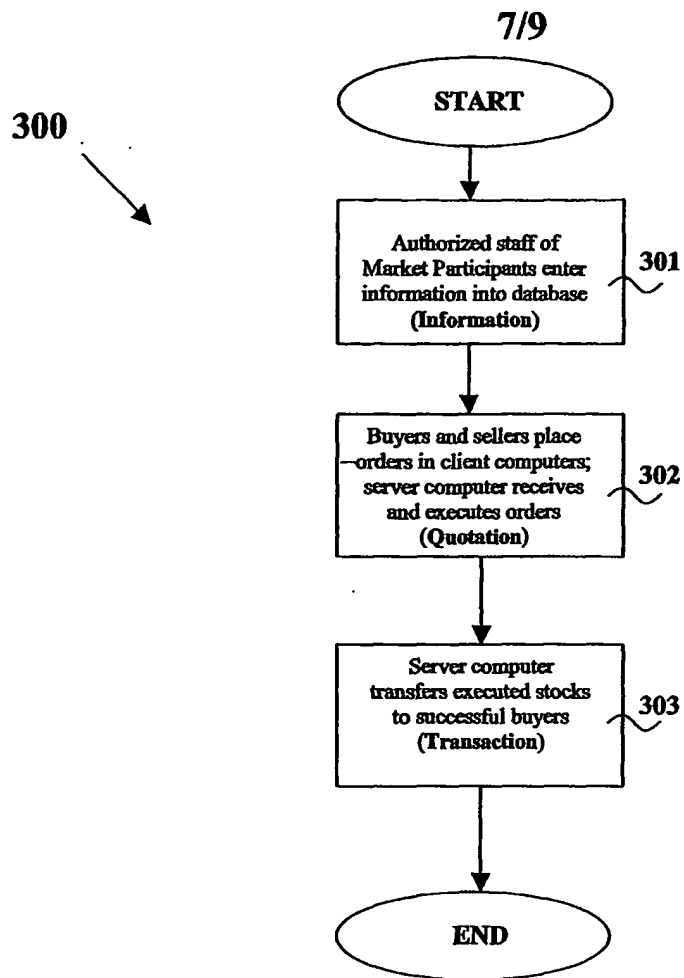 7/9
START
300
Authorized staff of
Market Participants enter
information into database
(Information)
301
Buyers and sellers place
orders in client computers;
server computer receives
and executes orders
(Quotation)
302
Server computer
transfers executed stocks
to successful buyers
(Transaction)
303
END